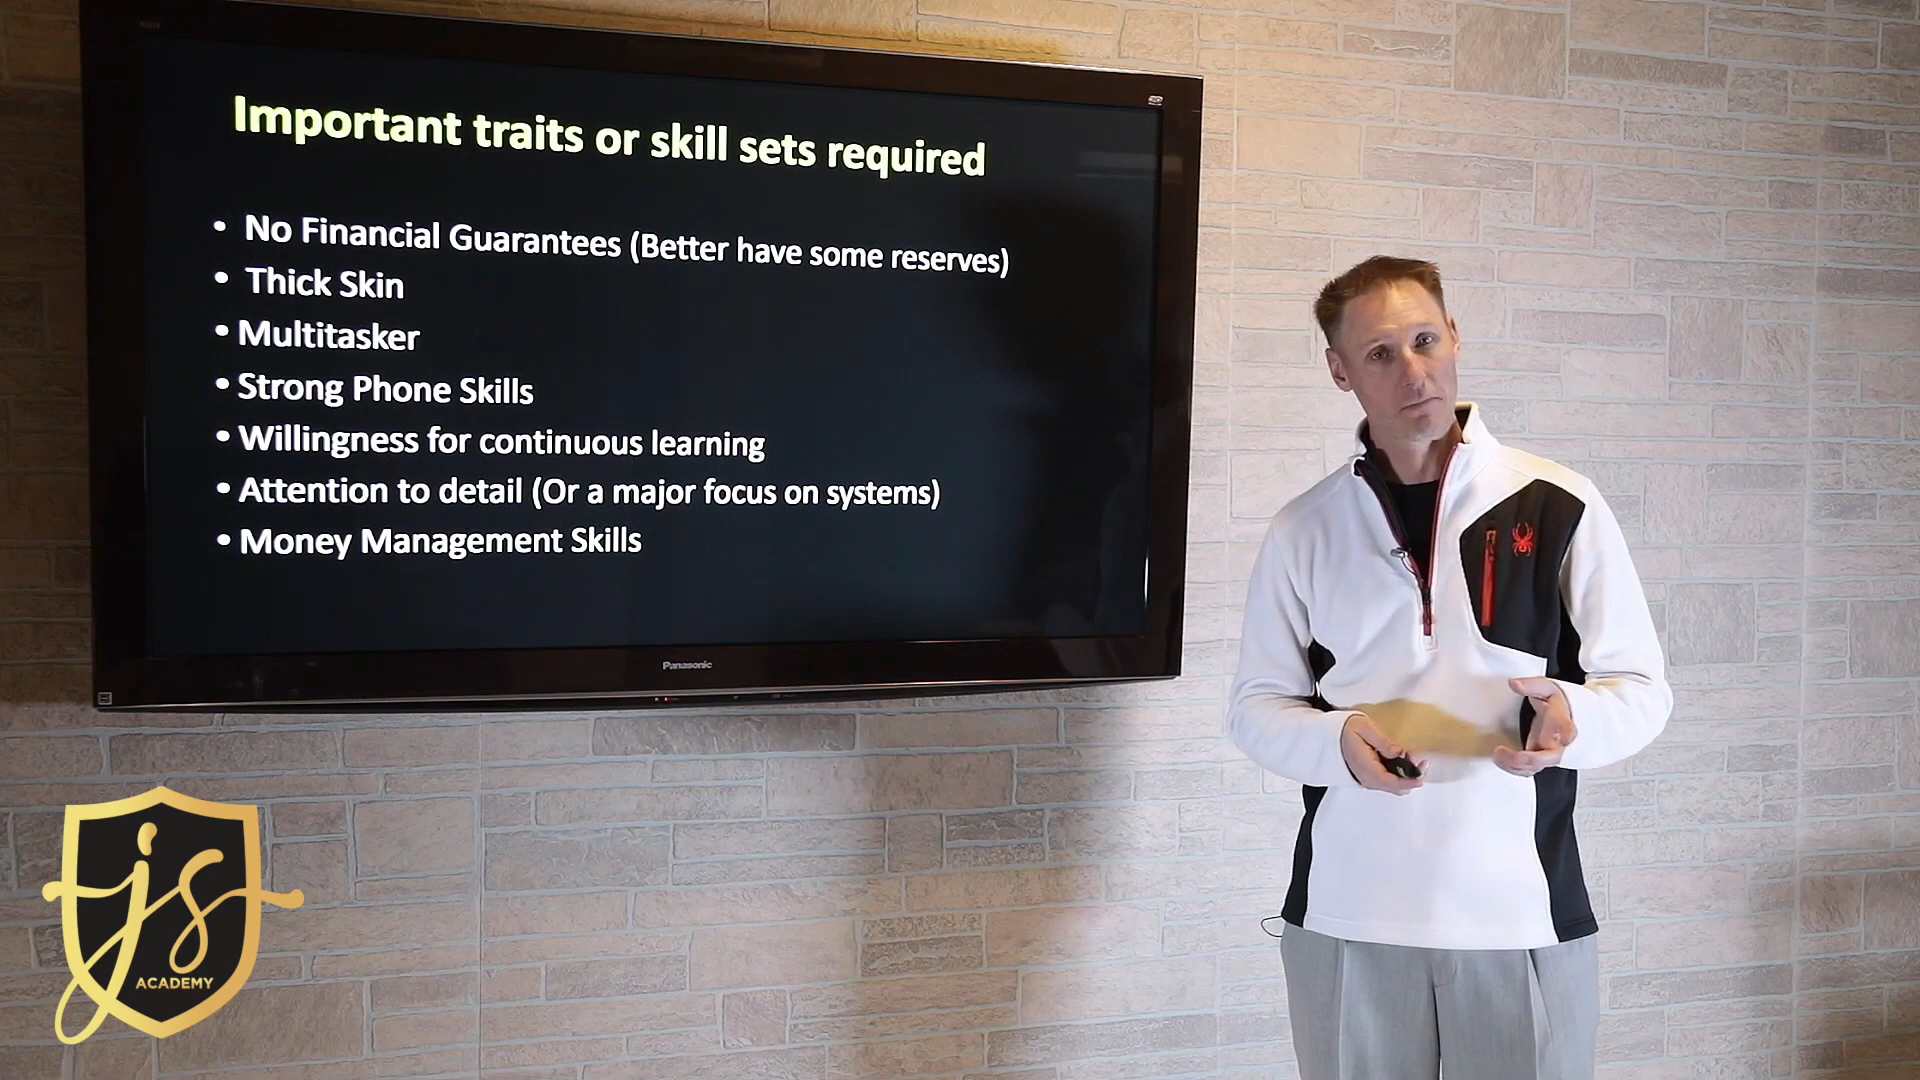 Important traits or skill sets required
• No Financial Guarantees (Better have some reserves)
• Thick Skin
• Multitasker
• Strong Phone Skills
• Willingness for continuous learning
• Attention to detail (Or a major focus on systems)
• Money Management Skills
Panasonic
js
ACADEMY